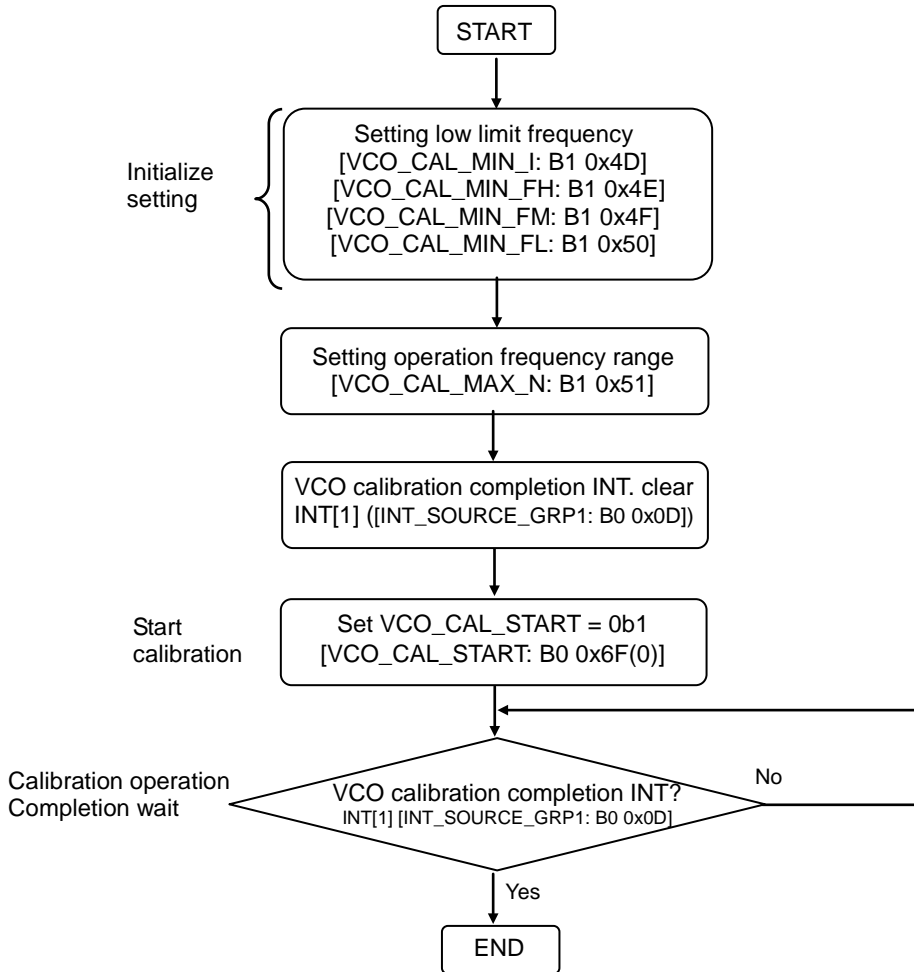 START
Initialize
setting
Setting low limit frequency
[VCO_CAL_MIN_I: B1 0x4D]
[VCO_CAL_MIN_FH: B1 0x4E]
[VCO_CAL_MIN_FM: B1 0x4F]
[VCO_CAL_MIN_FL: B1 0x50]
Setting operation frequency range
[VCO_CAL_MAX_N: B1 0x51]
VCO calibration completion INT. clear
INT[1] ([INT_SOURCE_GRP1: B0 0x0D])
Start
calibration
Set VCO_CAL_START = 0b1
[VCO_CAL_START: B0 0x6F(0)]
Calibration operation
Completion wait
VCO calibration completion INT?
INT[1] [INT_SOURCE_GRP1: B0 0x0D]
No
Yes
END